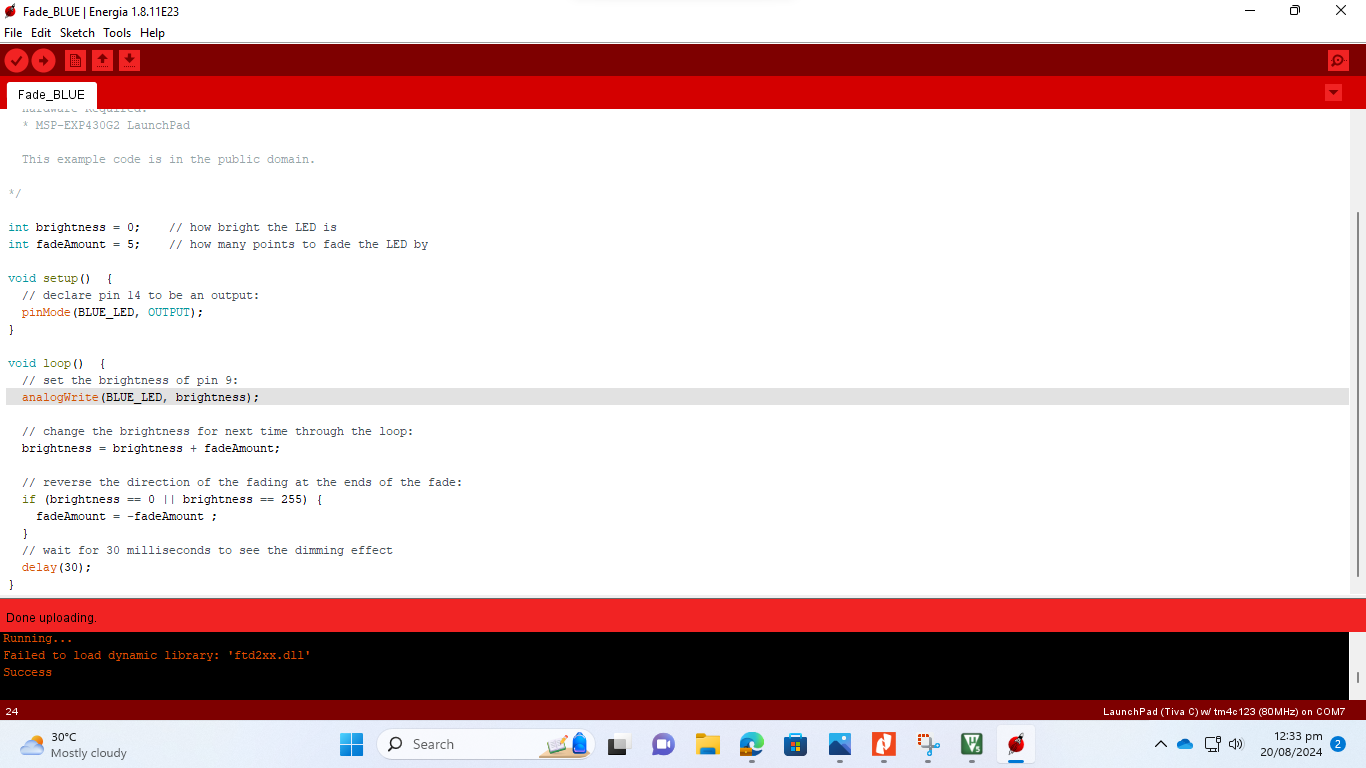 Fade_BLUE | Energia 1.8.11E23
File Edit Sketch Tools Help
Fade_BLUE
Hardware Required:
* MSP-EXP430G2 LaunchPad
This example code is in the public domain.
*/
int brightness = 0;    // how bright the LED is
int fadeAmount = 5;    // how many points to fade the LED by
void setup()  {
// declare pin 14 to be an output:
pinMode(BLUE_LED, OUTPUT);
}
void loop()  {
// set the brightness of pin 9:
analogWrite(BLUE_LED, brightness);
// change the brightness for next time through the loop:
brightness = brightness + fadeAmount;
// reverse the direction of the fading at the ends of the fade:
if (brightness == 0 || brightness == 255) {
fadeAmount = -fadeAmount ;
}
// wait for 30 milliseconds to see the dimming effect
delay(30);
}
Done uploading.
Running...
Failed to load dynamic library: 'ftd2xx.dll'
Success
24
LaunchPad (Tiva C) w/ tm4c123 (80MHz) on COM7
30°C
Mostly cloudy
Search
12:33 pm
20/08/2024
2